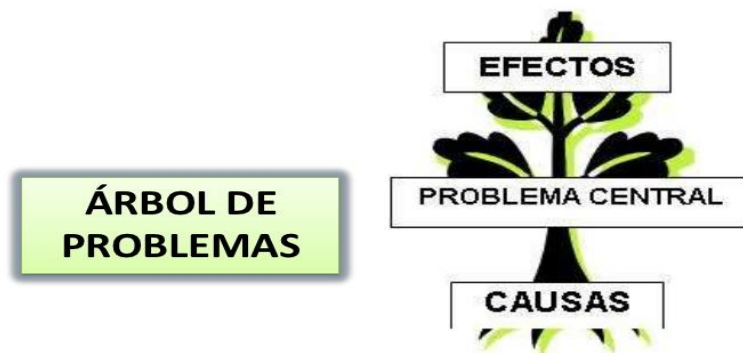 ÁRBOL DE
PROBLEMAS
EFECTOS
PROBLEMA CENTRAL
CAUSAS